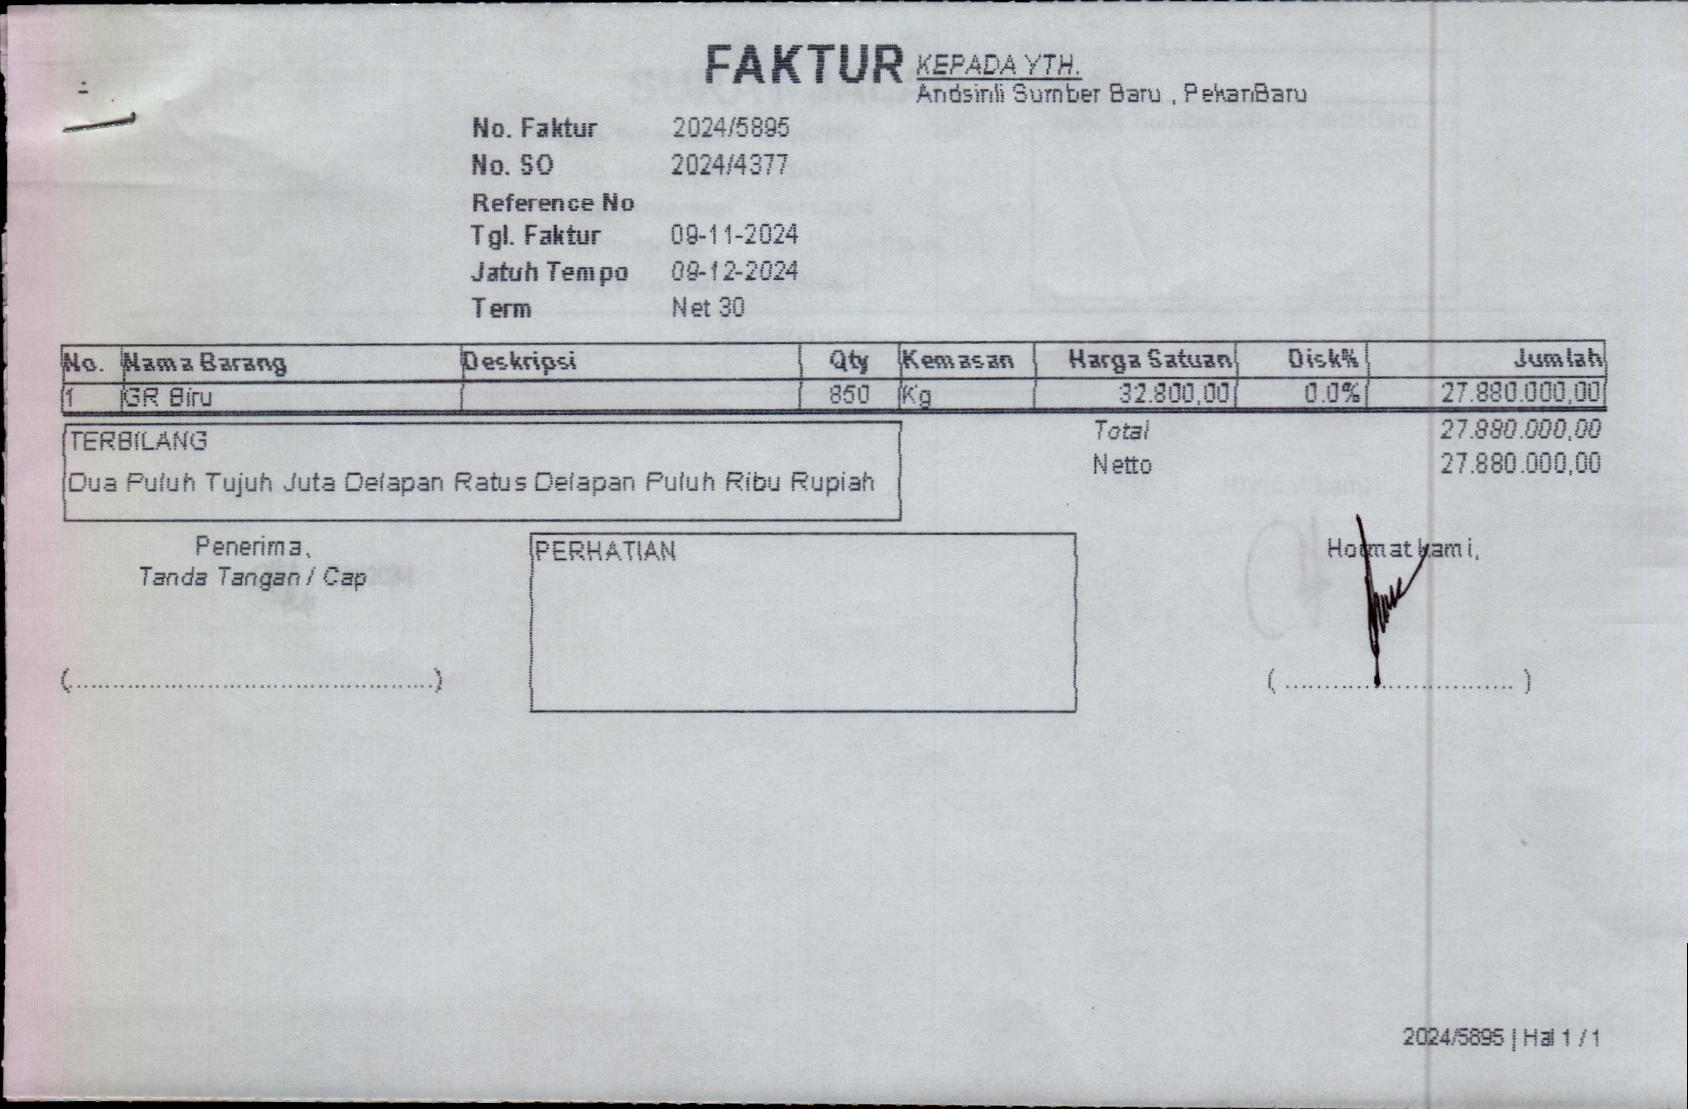 FAKTUR
KEPADA YTH.
Andsinli Sumber Baru , PekanBaru
No. Faktur 2024/5895
No. SO 2024/4377
Reference No
Tgl. Faktur 09-11-2024
Jatuh Tempo 09-12-2024
Term Net 30
No. Nama Barang Deskripsi Qty Kemasan Harga Satuan Disk% Jumlah
1 GR Biru 850 Kg 32.800,00 0.0% 27.880.000,00
TERBILANG
Dua Puluh Tujuh Juta Delapan Ratus Delapan Puluh Ribu Rupiah
Total 27.880.000,00
Netto 27.880.000,00
Penerima,
Tanda Tangan / Cap
(................................................)
PERHATIAN
Hormat kami,
( ............................. )
2024/5895 | Hal 1 / 1